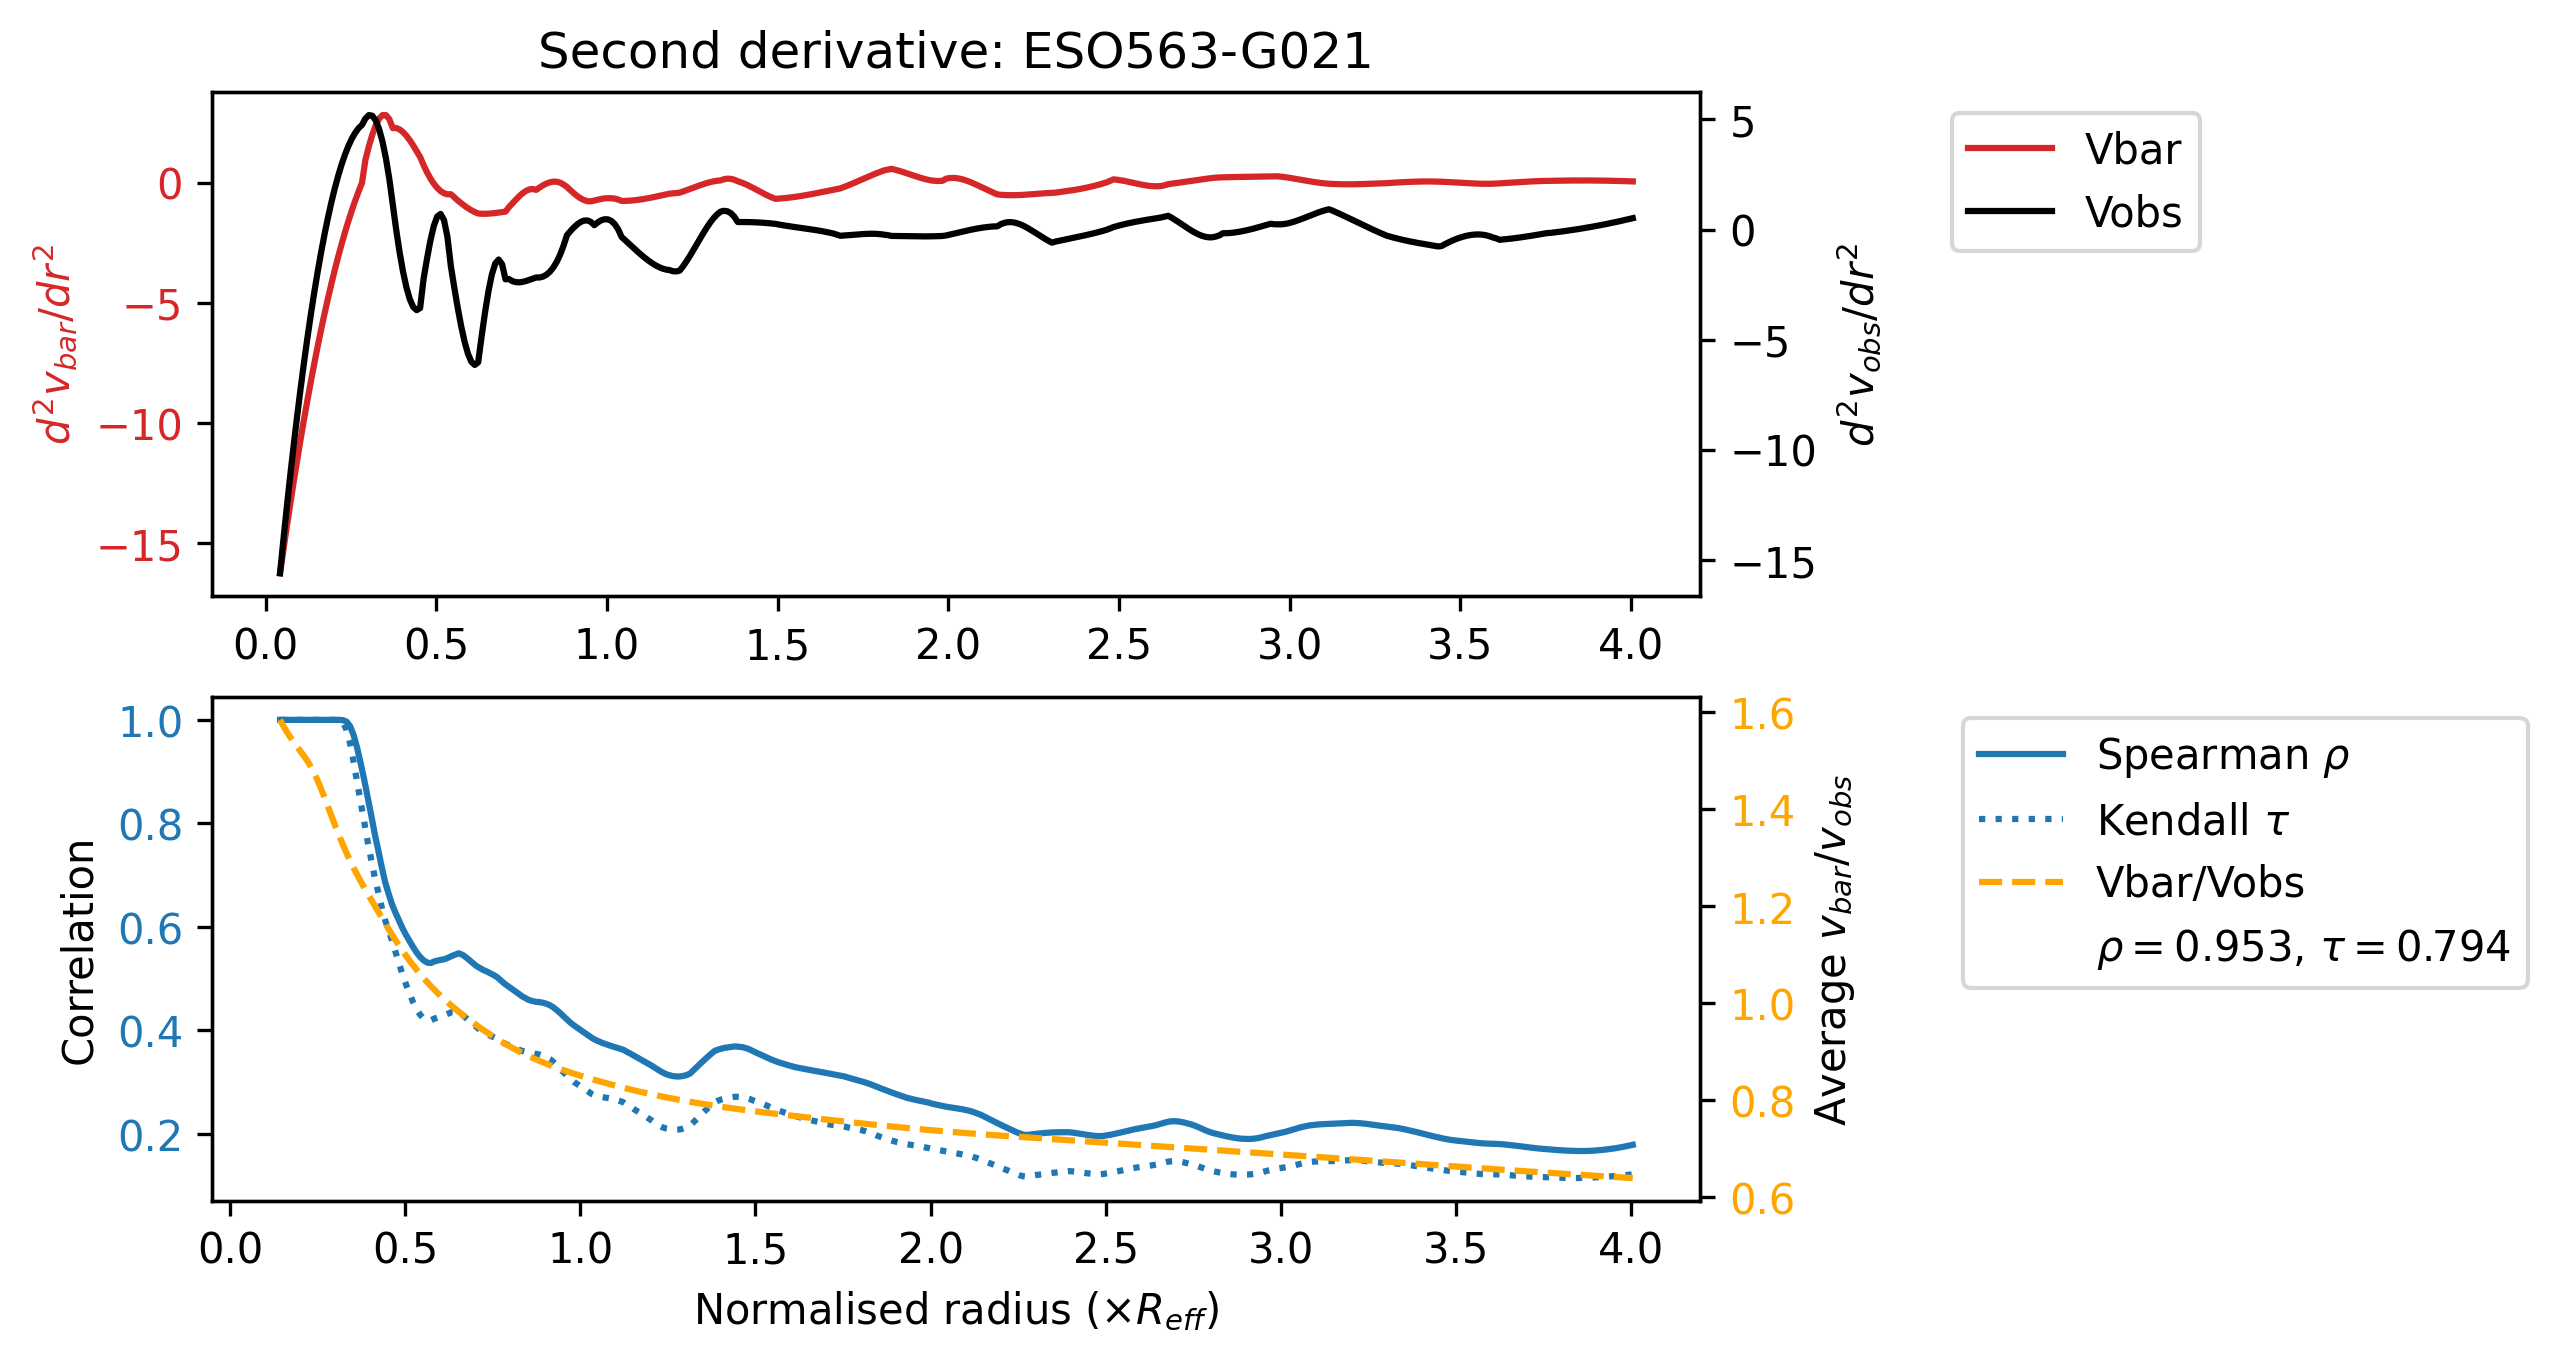 Second derivative: ESO563-G021
d²v_bar/dr²
0
−5
−10
−15
5
0
−5
−10
−15
d²v_obs/dr²
Vbar
Vobs
0.0 0.5 1.0 1.5 2.0 2.5 3.0 3.5 4.0
Correlation
1.0
0.8
0.6
0.4
0.2
1.6
1.4
1.2
1.0
0.8
0.6
Average v_bar/v_obs
Spearman ρ
Kendall τ
Vbar/Vobs
ρ = 0.953, τ = 0.794
0.0 0.5 1.0 1.5 2.0 2.5 3.0 3.5 4.0
Normalised radius (×R_eff)